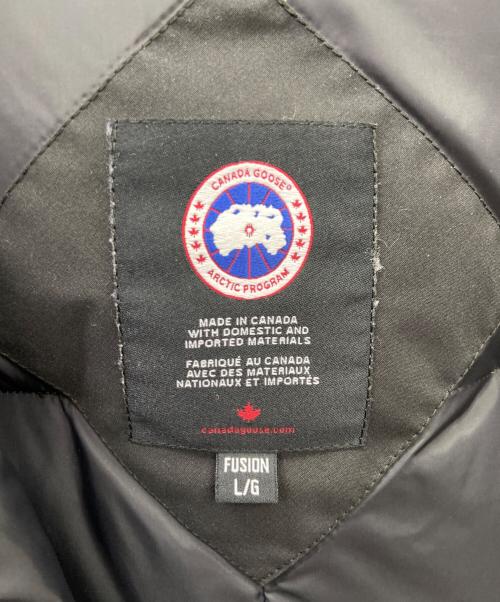 CANADA GOOSE®
ARCTIC PROGRAM
MADE IN CANADA
WITH DOMESTIC AND
IMPORTED MATERIALS
FABRIQUÉ AU CANADA
AVEC DES MATERIAUX
NATIONAUX ET IMPORTÉS
canadagoose.com
FUSION
L/G